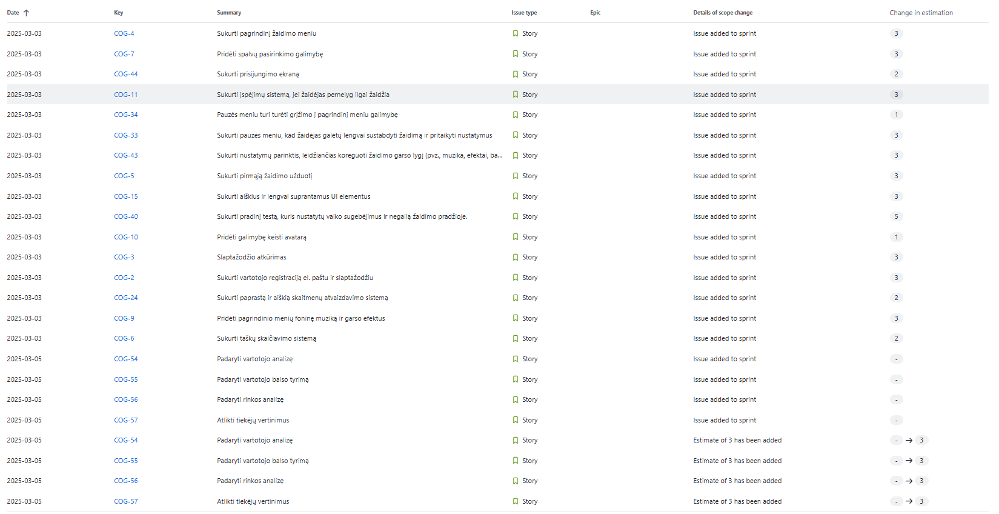 Date ↑ Key Summary Issue type Epic Details of scope change Change in estimation
2025-03-03 COG-4 Sukurti pagrindinį žaidimo meniu Story Issue added to sprint 3
2025-03-03 COG-7 Pridėti spalvų pasirinkimo galimybę Story Issue added to sprint 3
2025-03-03 COG-44 Sukurti prisijungimo ekraną Story Issue added to sprint 2
2025-03-03 COG-11 Sukurti įspėjimų sistemą, jei žaidėjas pernelyg ilgai žaidžia Story Issue added to sprint 3
2025-03-03 COG-34 Pauzės meniu turi turėti grįžimo į pagrindinį meniu galimybę Story Issue added to sprint 1
2025-03-03 COG-33 Sukurti pauzės meniu, kad žaidėjas galėtų lengvai sustabdyti žaidimą ir pritaikyti nustatymus Story Issue added to sprint 3
2025-03-03 COG-43 Sukurti nustatymų parinktis, leidžiančias koreguoti žaidimo garso lygį (pvz., muzika, efektai, ba... Story Issue added to sprint 3
2025-03-03 COG-5 Sukurti pirmąją žaidimo užduotį Story Issue added to sprint 3
2025-03-03 COG-15 Sukurti aiškius ir lengvai suprantamus UI elementus Story Issue added to sprint 3
2025-03-03 COG-40 Sukurti pradinį testą, kuris nustatytų vaiko sugebėjimus ir negalią žaidimo pradžioje. Story Issue added to sprint 5
2025-03-03 COG-10 Pridėti galimybę keisti avatarą Story Issue added to sprint 1
2025-03-03 COG-3 Slaptažodžio atkūrimas Story Issue added to sprint 3
2025-03-03 COG-2 Sukurti vartotojo registraciją el. paštu ir slaptažodžiu Story Issue added to sprint 3
2025-03-03 COG-24 Sukurti paprastą ir aiškią skaitmenų atvaizdavimo sistemą Story Issue added to sprint 2
2025-03-03 COG-9 Pridėti pagrindinio menių foninę muziką ir garso efektus Story Issue added to sprint 3
2025-03-03 COG-6 Sukurti taškų skaičiavimo sistemą Story Issue added to sprint 2
2025-03-05 COG-54 Padaryti vartotojo analizę Story Issue added to sprint -
2025-03-05 COG-55 Padaryti vartotojo balso tyrimą Story Issue added to sprint -
2025-03-05 COG-56 Padaryti rinkos analizę Story Issue added to sprint -
2025-03-05 COG-57 Atlikti tiekėjų vertinimus Story Issue added to sprint -
2025-03-05 COG-54 Padaryti vartotojo analizę Story Estimate of 3 has been added - → 3
2025-03-05 COG-55 Padaryti vartotojo balso tyrimą Story Estimate of 3 has been added - → 3
2025-03-05 COG-56 Padaryti rinkos analizę Story Estimate of 3 has been added - → 3
2025-03-05 COG-57 Atlikti tiekėjų vertinimus Story Estimate of 3 has been added - → 3